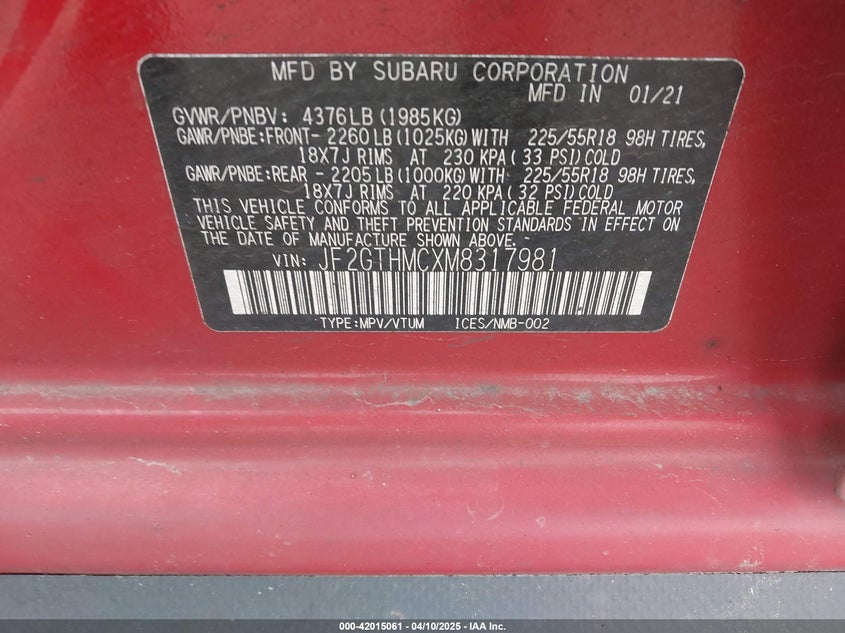 MFD BY SUBARU CORPORATION
MFD IN 01/21
GVWR/PNBV: 4376LB (1985KG)
GAWR/PNBE:FRONT- 2260 LB (1025KG) WITH 225/55R18 98H TIRES,
18X7J RIMS AT 230 KPA ( 33 PSI) COLD
GAWR/PNBE:REAR - 2205 LB (1000KG) WITH 225/55R18 98H TIRES,
18X7J RIMS AT 220 KPA ( 32 PSI) COLD
THIS VEHICLE CONFORMS TO ALL APPLICABLE FEDERAL MOTOR
VEHICLE SAFETY AND THEFT PREVENTION STANDARDS IN EFFECT ON
THE DATE OF MANUFACTURE SHOWN ABOVE.
VIN: JF2GTHMCXM8317981
TYPE:MPV/VTUM ICES/NMB-002
000-42015061 - 04/10/2025 - IAA Inc.